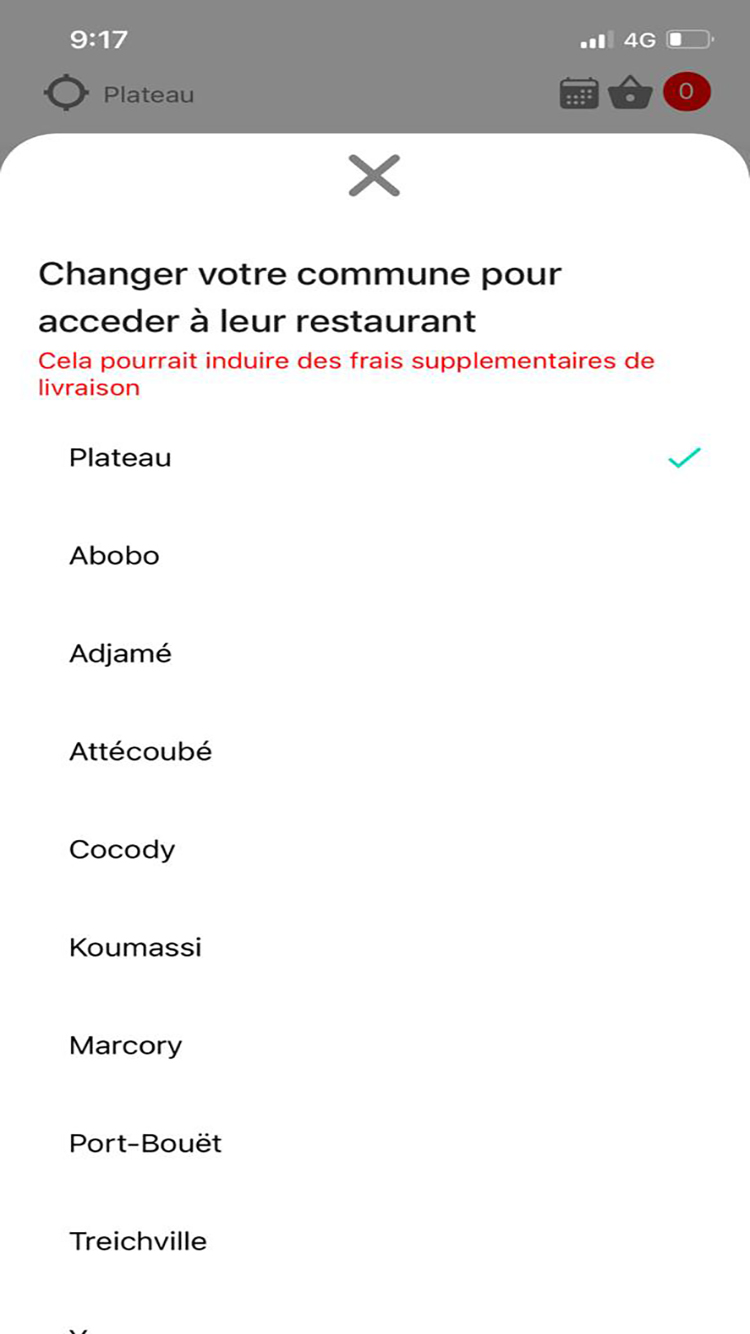 9:17
4G
Plateau
0
Changer votre commune pour
acceder à leur restaurant
Cela pourrait induire des frais supplementaires de
livraison
Plateau
Abobo
Adjamé
Attécoubé
Cocody
Koumassi
Marcory
Port-Bouët
Treichville